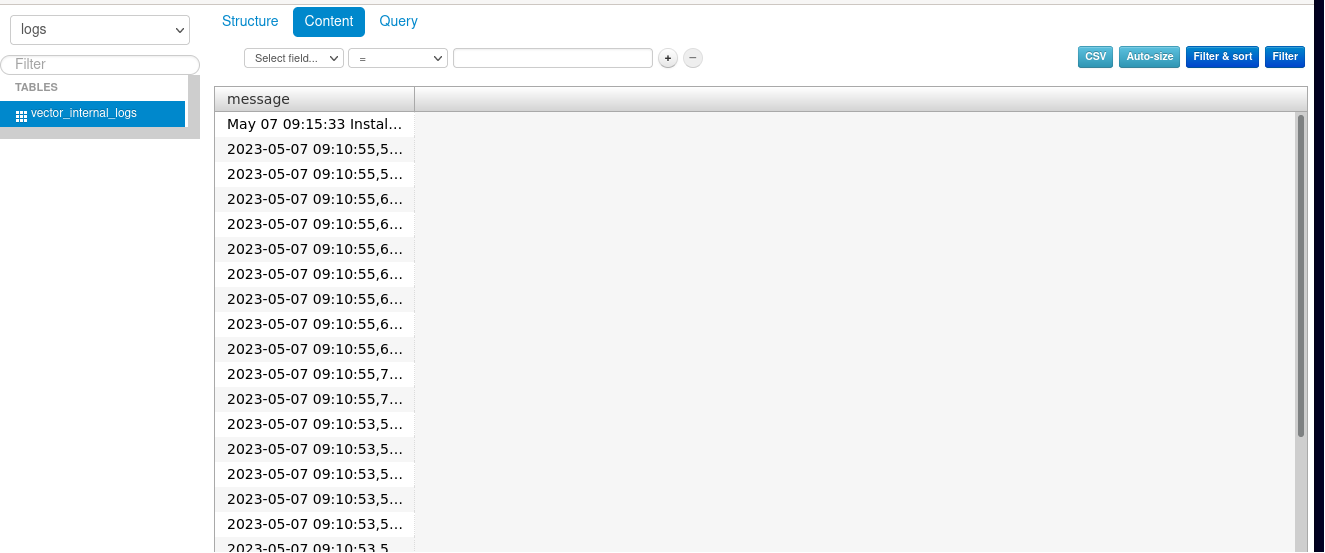 logs
Structure
Content
Query
Filter
TABLES
vector_internal_logs
Select field...
=
+
−
CSV
Auto-size
Filter & sort
Filter
message
May 07 09:15:33 Instal...
2023-05-07 09:10:55,5...
2023-05-07 09:10:55,5...
2023-05-07 09:10:55,6...
2023-05-07 09:10:55,6...
2023-05-07 09:10:55,6...
2023-05-07 09:10:55,6...
2023-05-07 09:10:55,6...
2023-05-07 09:10:55,6...
2023-05-07 09:10:55,6...
2023-05-07 09:10:55,7...
2023-05-07 09:10:55,7...
2023-05-07 09:10:53,5...
2023-05-07 09:10:53,5...
2023-05-07 09:10:53,5...
2023-05-07 09:10:53,5...
2023-05-07 09:10:53,5...
2023-05-07 09:10:53,5